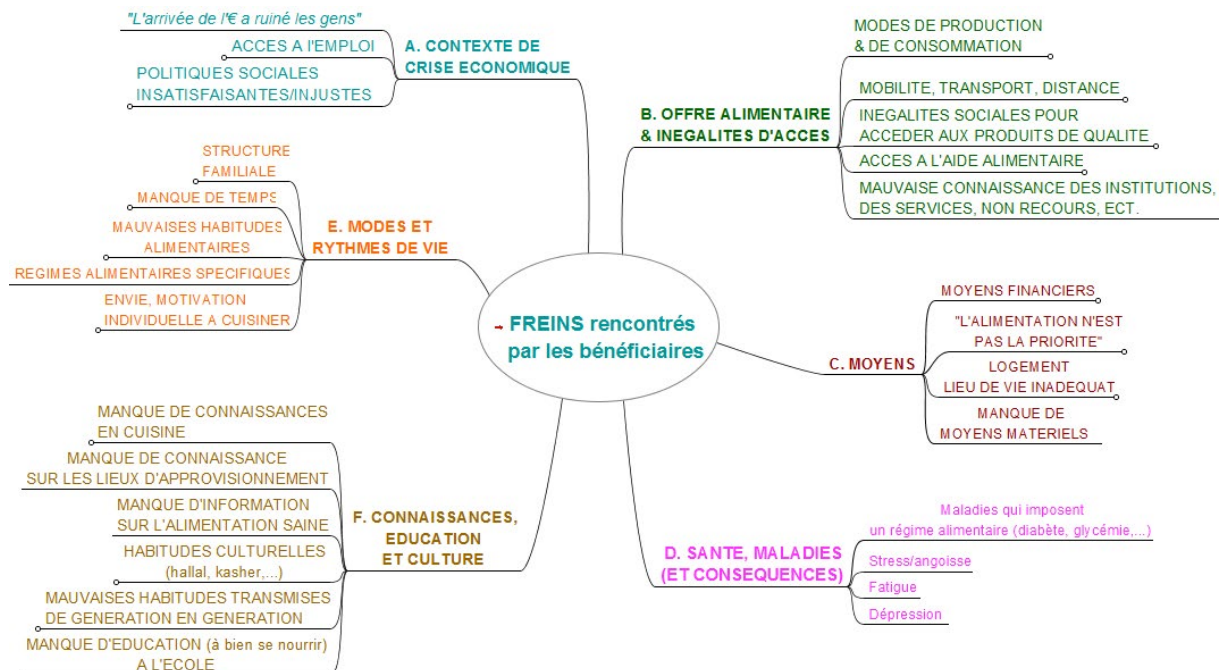 → FREINS rencontrés
par les bénéficiaires
A. CONTEXTE DE
CRISE ECONOMIQUE
"L'arrivée de l'€ a ruiné les gens"
ACCES A l'EMPLOI
POLITIQUES SOCIALES
INSATISFAISANTES/INJUSTES
B. OFFRE ALIMENTAIRE
& INEGALITES D'ACCES
MODES DE PRODUCTION
& DE CONSOMMATION
MOBILITE, TRANSPORT, DISTANCE
INEGALITES SOCIALES POUR
ACCEDER AUX PRODUITS DE QUALITE
ACCES A L'AIDE ALIMENTAIRE
MAUVAISE CONNAISSANCE DES INSTITUTIONS,
DES SERVICES, NON RECOURS, ECT.
C. MOYENS
MOYENS FINANCIERS
"L'ALIMENTATION N'EST
PAS LA PRIORITE"
LOGEMENT
LIEU DE VIE INADEQUAT
MANQUE DE
MOYENS MATERIELS
D. SANTE, MALADIES
(ET CONSEQUENCES)
Maladies qui imposent
un régime alimentaire (diabète, glycémie,...)
Stress/angoisse
Fatigue
Dépression
E. MODES ET
RYTHMES DE VIE
STRUCTURE
FAMILIALE
MANQUE DE TEMPS
MAUVAISES HABITUDES
ALIMENTAIRES
REGIMES ALIMENTAIRES SPECIFIQUES
ENVIE, MOTIVATION
INDIVIDUELLE A CUISINER
F. CONNAISSANCES,
EDUCATION
ET CULTURE
MANQUE DE CONNAISSANCES
EN CUISINE
MANQUE DE CONNAISSANCE
SUR LES LIEUX D'APPROVISIONNEMENT
MANQUE D'INFORMATION
SUR L'ALIMENTATION SAINE
HABITUDES CULTURELLES
(hallal, kasher,...)
MAUVAISES HABITUDES TRANSMISES
DE GENERATION EN GENERATION
MANQUE D'EDUCATION (à bien se nourrir)
A L'ECOLE